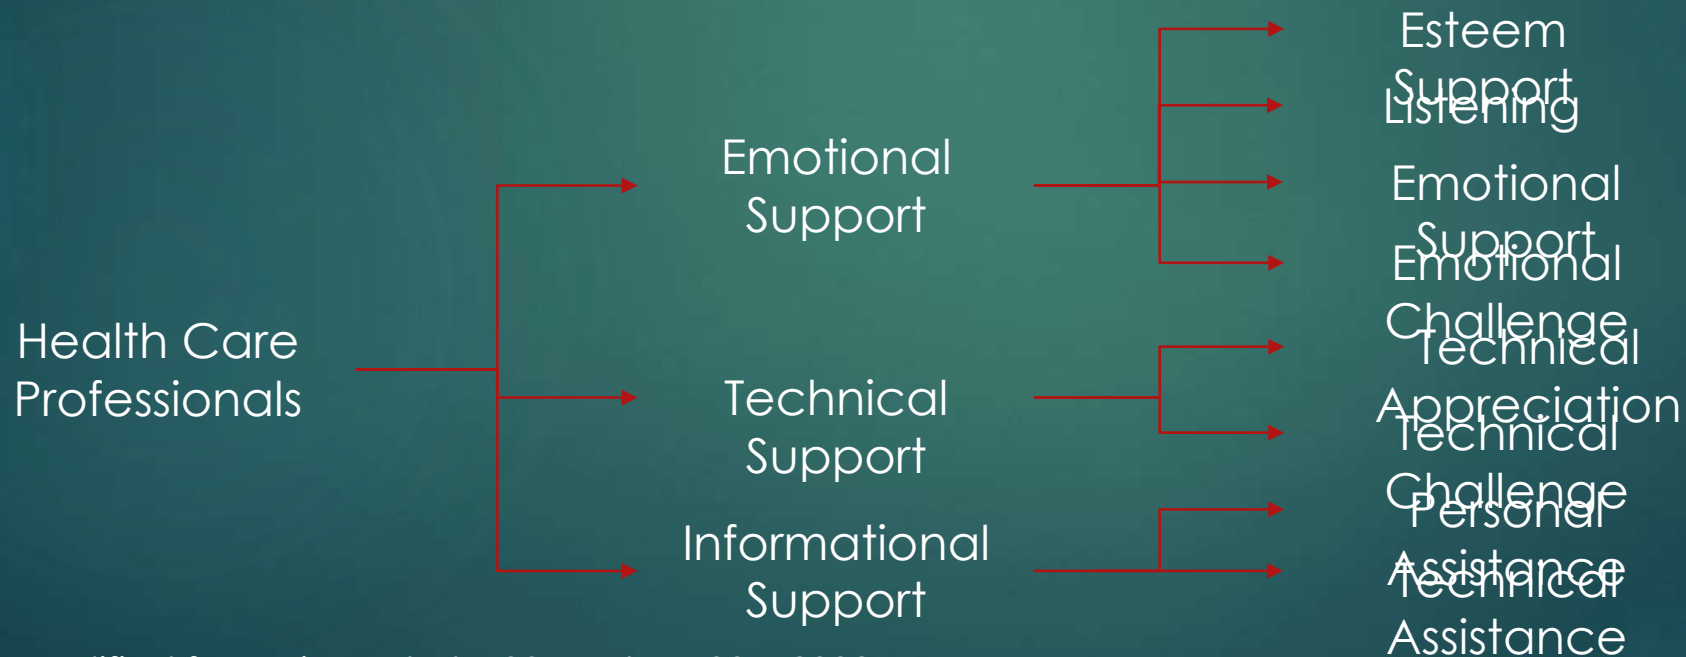 Health Care
Professionals
Emotional
Support
Technical
Support
Informational
Support
Esteem
Support
Listening
Emotional
Support
Emotional
Challenge
Technical
Appreciation
Technical
Challenge
Personal
Assistance
Technical
Assistance